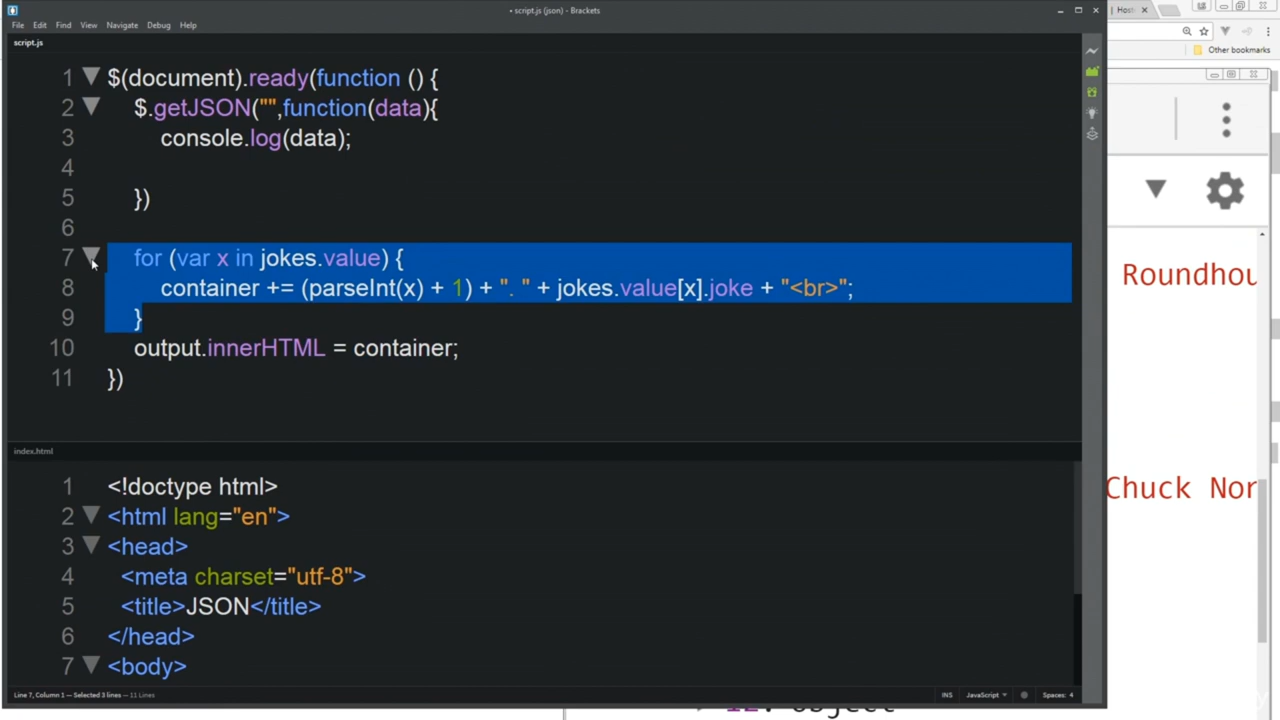 • script.js (json) - Brackets
File Edit Find View Navigate Debug Help
script.js
1 $(document).ready(function () {
2 $.getJSON("",function(data){
3 console.log(data);
4
5 })
6
7 for (var x in jokes.value) {
8 container += (parseInt(x) + 1) + ". " + jokes.value[x].joke + "<br>";
9 }
10 output.innerHTML = container;
11 })
index.html
1 <!doctype html>
2 <html lang="en">
3 <head>
4 <meta charset="utf-8">
5 <title>JSON</title>
6 </head>
7 <body>
Line 7, Column 1 — Selected 3 lines — 11 Lines
INS JavaScript Spaces: 4
Other bookmarks
Roundhou
Chuck Nor